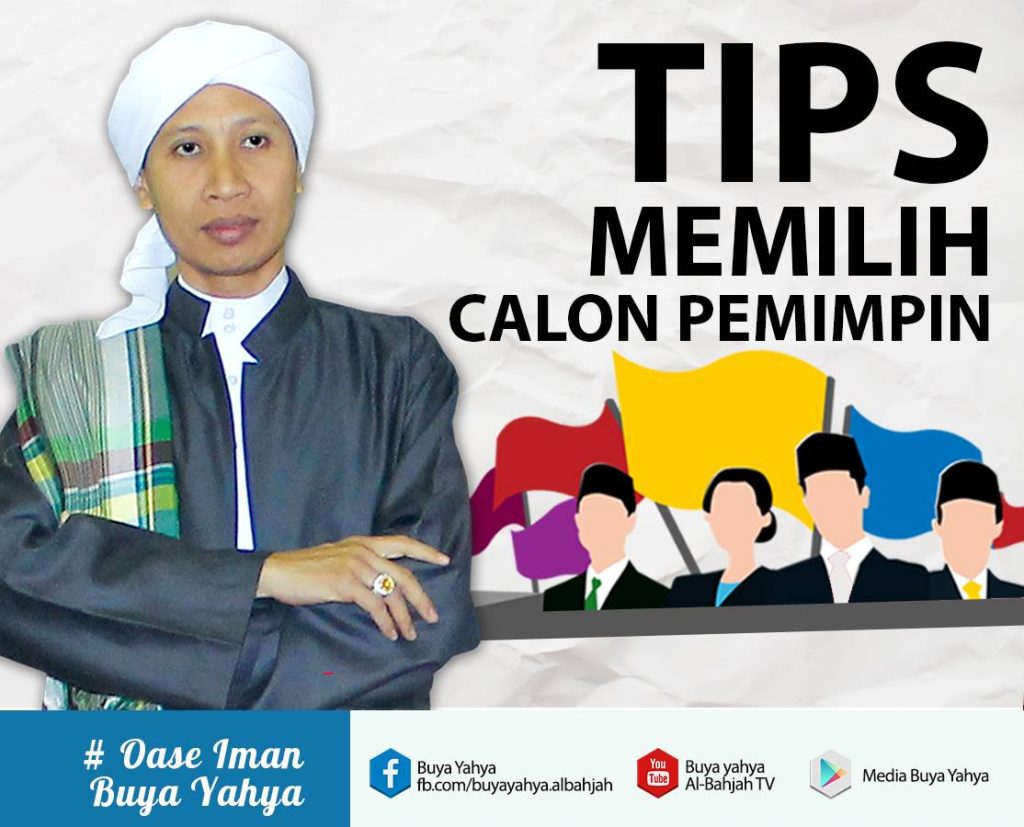 TIPS
MEMILIH
CALON PEMIMPIN
# Oase Iman
Buya Yahya
Buya Yahya
fb.com/buyayahya.albahjah
You
Tube
Buya yahya
Al-Bahjah TV
Media Buya Yahya